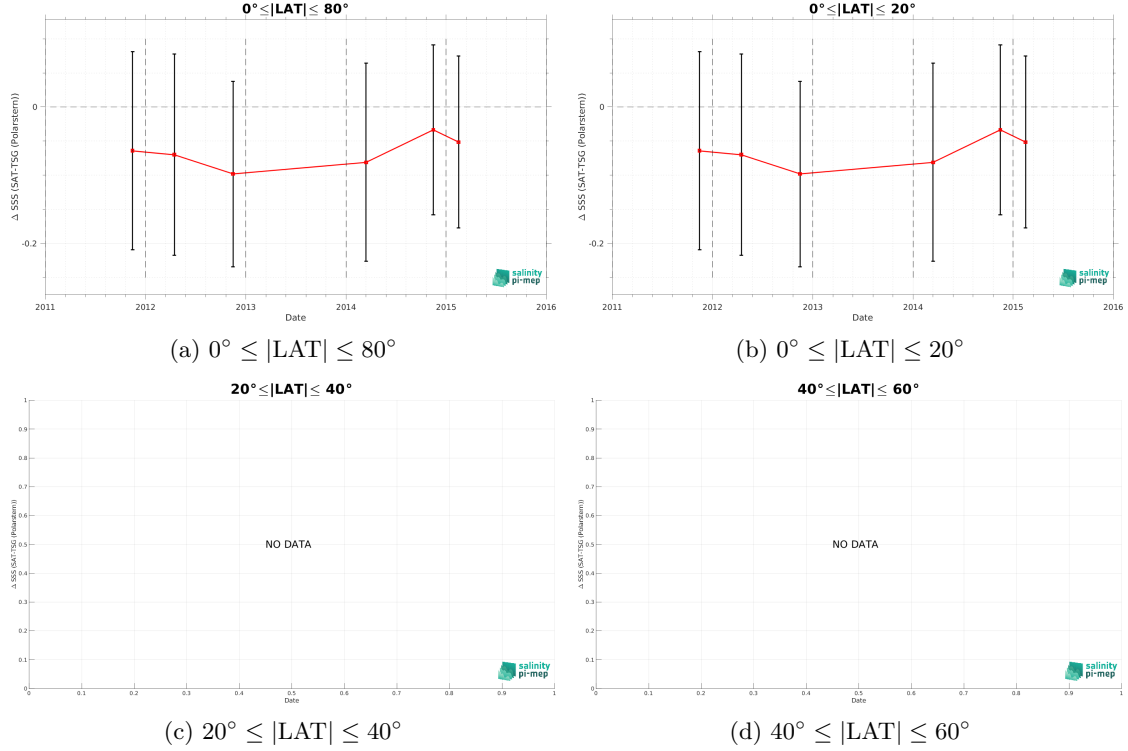 0°≤|LAT|≤ 80°
Δ SSS (SAT-TSG (Polarstern))
0
-0.2
2011 2012 2013 2014 2015 2016
Date
salinity
pi-mep
(a) 0° ≤ |LAT| ≤ 80°
0°≤|LAT|≤ 20°
Δ SSS (SAT-TSG (Polarstern))
0
-0.2
2011 2012 2013 2014 2015 2016
Date
salinity
pi-mep
(b) 0° ≤ |LAT| ≤ 20°
20°≤|LAT|≤ 40°
Δ SSS (SAT-TSG (Polarstern))
1
0.9
0.8
0.7
0.6
0.5
0.4
0.3
0.2
0.1
0
NO DATA
0 0.1 0.2 0.3 0.4 0.5 0.6 0.7 0.8 0.9 1
Date
salinity
pi-mep
(c) 20° ≤ |LAT| ≤ 40°
40°≤|LAT|≤ 60°
Δ SSS (SAT-TSG (Polarstern))
1
0.9
0.8
0.7
0.6
0.5
0.4
0.3
0.2
0.1
0
NO DATA
0 0.1 0.2 0.3 0.4 0.5 0.6 0.7 0.8 0.9 1
Date
salinity
pi-mep
(d) 40° ≤ |LAT| ≤ 60°